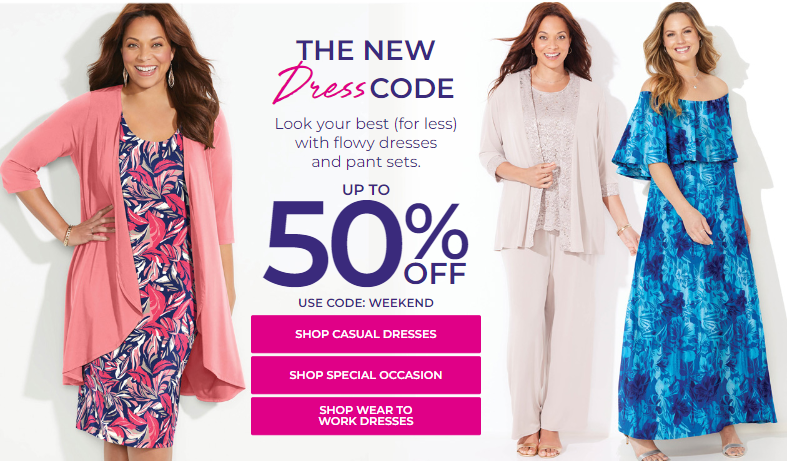 THE NEW
Dress CODE
Look your best (for less)
with flowy dresses
and pant sets.
UP TO
50% OFF
USE CODE: WEEKEND
SHOP CASUAL DRESSES
SHOP SPECIAL OCCASION
SHOP WEAR TO
WORK DRESSES